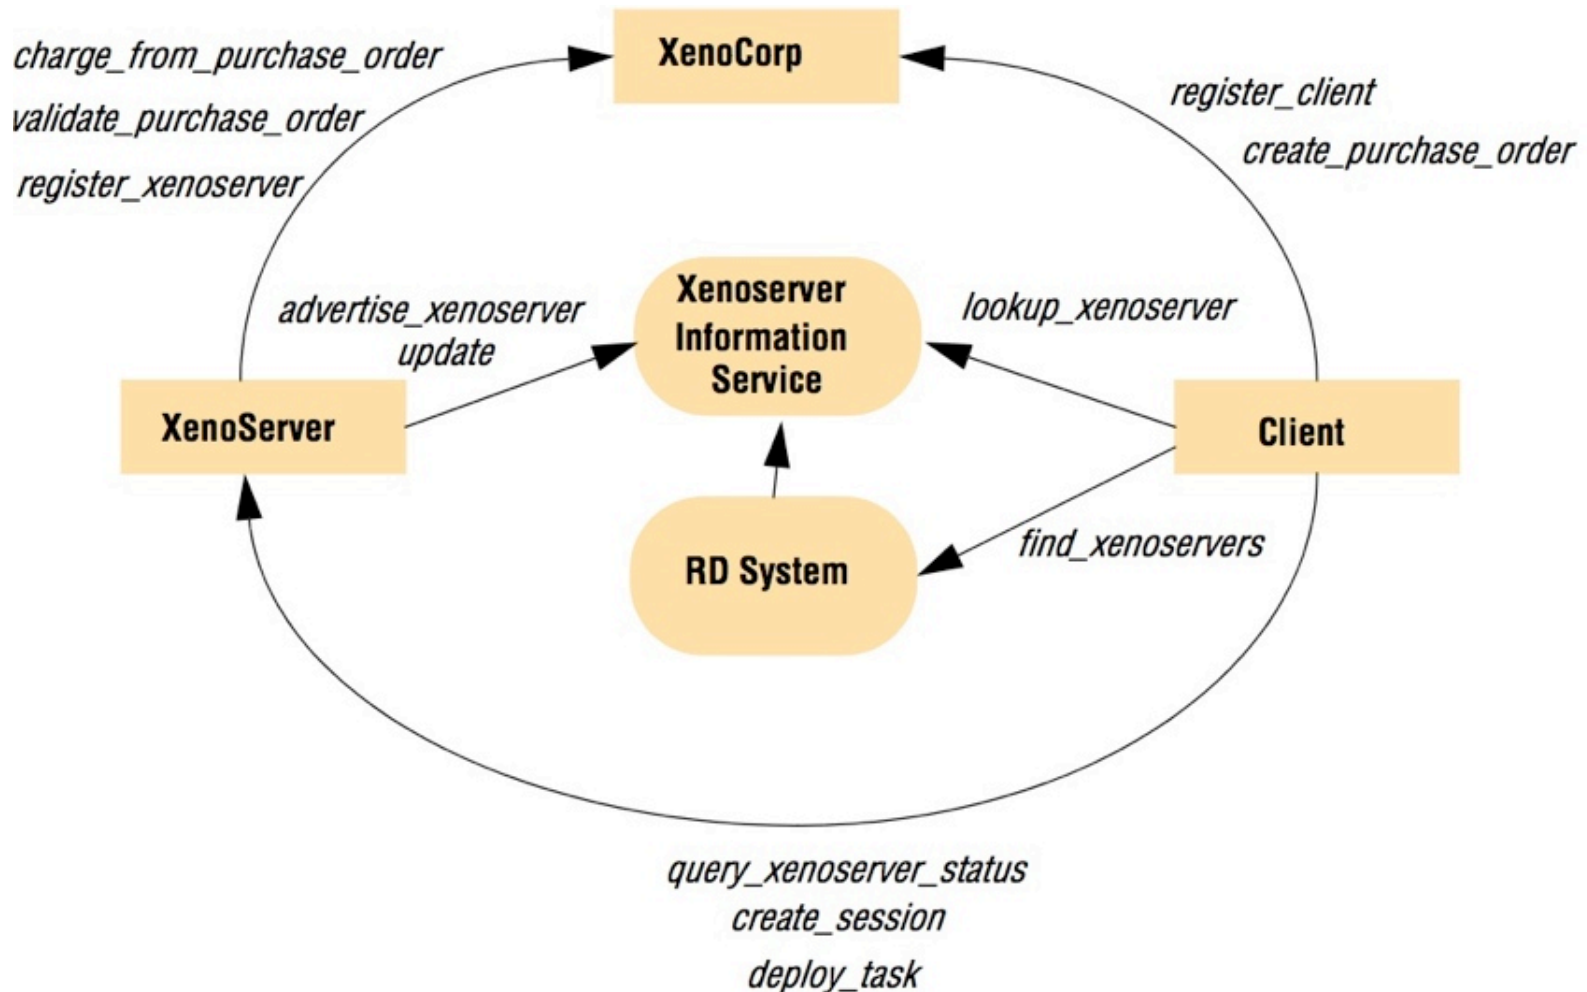 charge_from_purchase_order
XenoCorp
register_client
validate_purchase_order
create_purchase_order
register_xenoserver
advertise_xenoserver
update
Xenoserver
Information
Service
lookup_xenoserver
XenoServer
Client
RD System
find_xenoservers
query_xenoserver_status
create_session
deploy_task